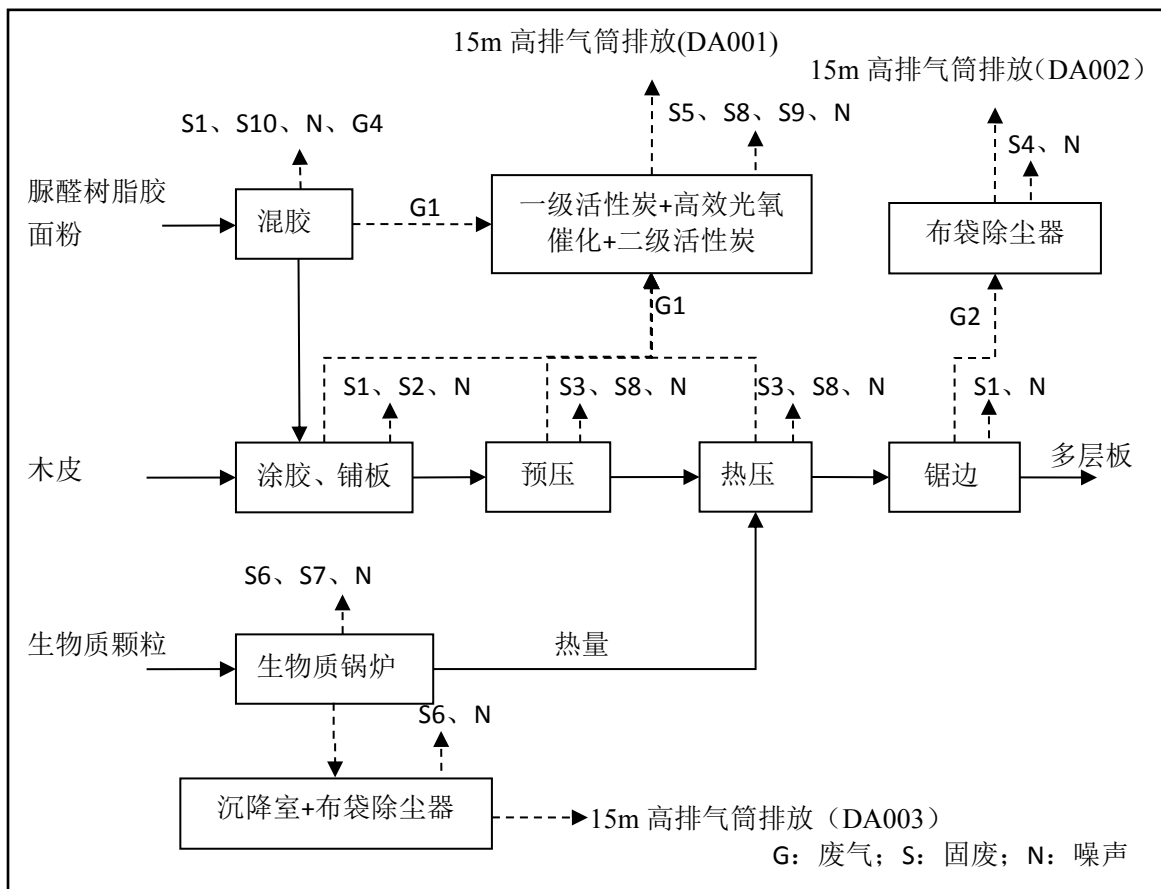 15m 高排气筒排放(DA001)
15m 高排气筒排放（DA002）
S1、S10、N、G4
S5、S8、S9、N
S4、N
脲醛树脂胶
面粉
混胶
G1
一级活性炭+高效光氧
催化+二级活性炭
布袋除尘器
G1
G2
S1、S2、N
S3、S8、N
S3、S8、N
S1、N
木皮
涂胶、铺板
预压
热压
锯边
多层板
S6、S7、N
生物质颗粒
生物质锅炉
热量
S6、N
沉降室+布袋除尘器
15m 高排气筒排放（DA003）
G：废气；S：固废；N：噪声